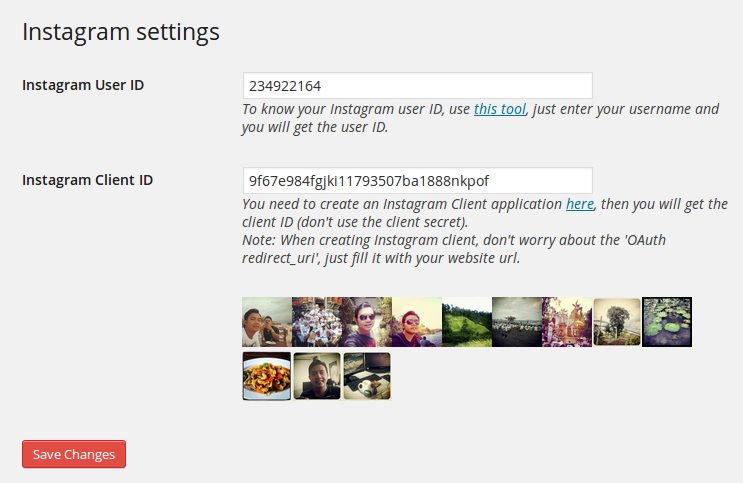 Instagram settings
Instagram User ID
234922164
To know your Instagram user ID, use this tool, just enter your username and
you will get the user ID.
Instagram Client ID
9f67e984fgjki11793507ba1888nkpof
You need to create an Instagram Client application here, then you will get the
client ID (don't use the client secret).
Note: When creating Instagram client, don't worry about the 'OAuth
redirect_uri', just fill it with your website url.
Save Changes